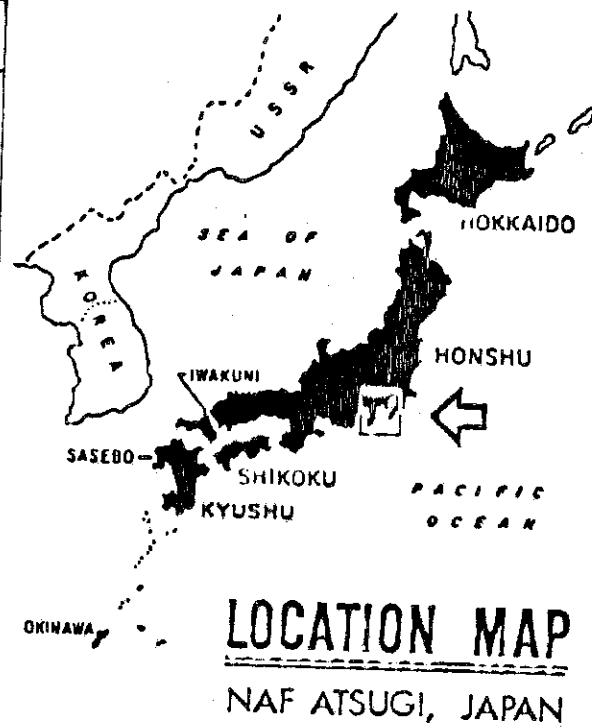 USSR
HOKKAIDO
SEA OF
JAPAN
KOREA
HONSHU
IWAKUNI
SASEBO
SHIKOKU
KYUSHU
PACIFIC
OCEAN
OKINAWA
LOCATION MAP
NAF ATSUGI, JAPAN